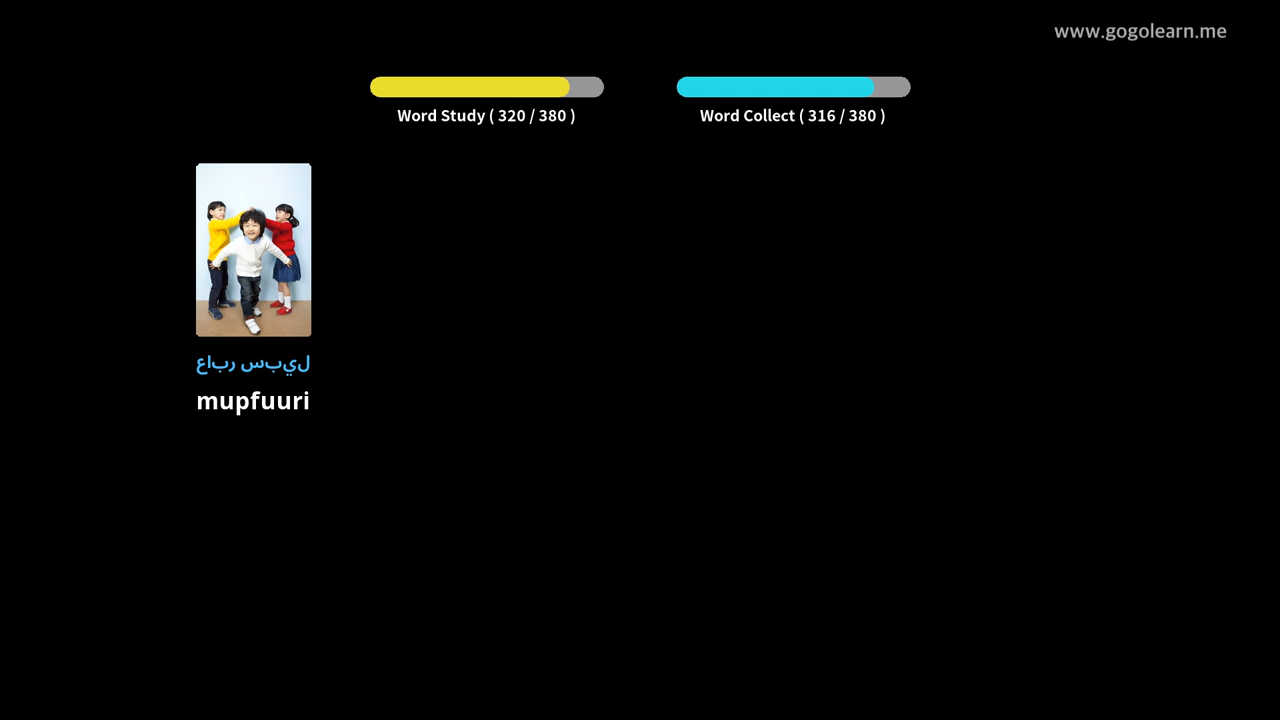 www.gogolearn.me
Word Study ( 320 / 380 )
Word Collect ( 316 / 380 )
عابر سبيل
mupfuuri